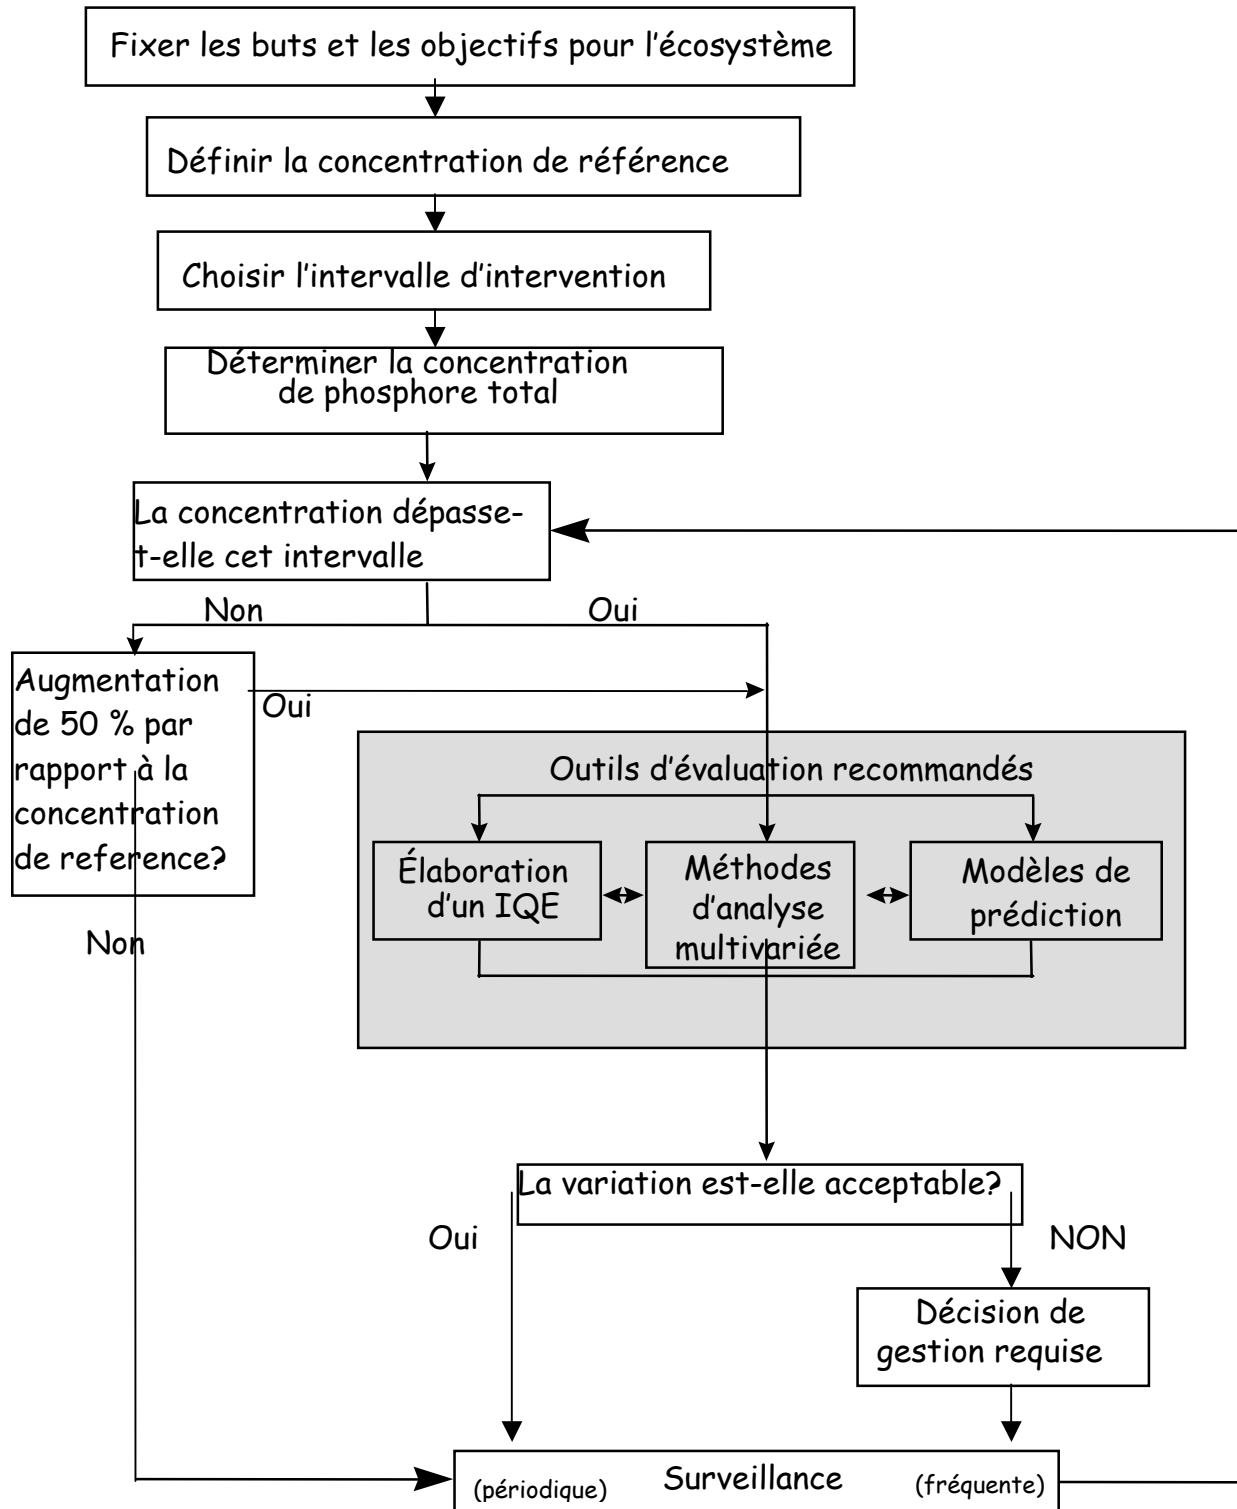 Fixer les buts et les objectifs pour l'écosystème
Définir la concentration de référence
Choisir l'intervalle d'intervention
Déterminer la concentration
de phosphore total
La concentration dépasse-
t-elle cet intervalle
Non
Oui
Augmentation
de 50 % par
rapport à la
concentration
de reference?
Oui
Non
Outils d'évaluation recommandés
Élaboration
d'un IQE
Méthodes
d'analyse
multivariée
Modèles de
prédiction
La variation est-elle acceptable?
Oui
NON
Décision de
gestion requise
(périodique) Surveillance (fréquente)